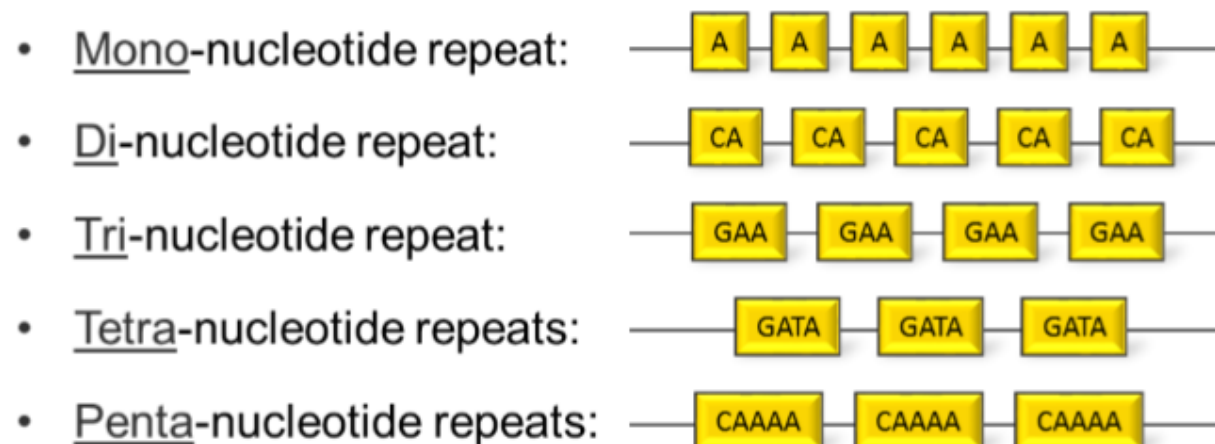 • Mono-nucleotide repeat: A A A A A A
• Di-nucleotide repeat: CA CA CA CA CA
• Tri-nucleotide repeat: GAA GAA GAA GAA
• Tetra-nucleotide repeats: GATA GATA GATA
• Penta-nucleotide repeats: CAAAA CAAAA CAAAA